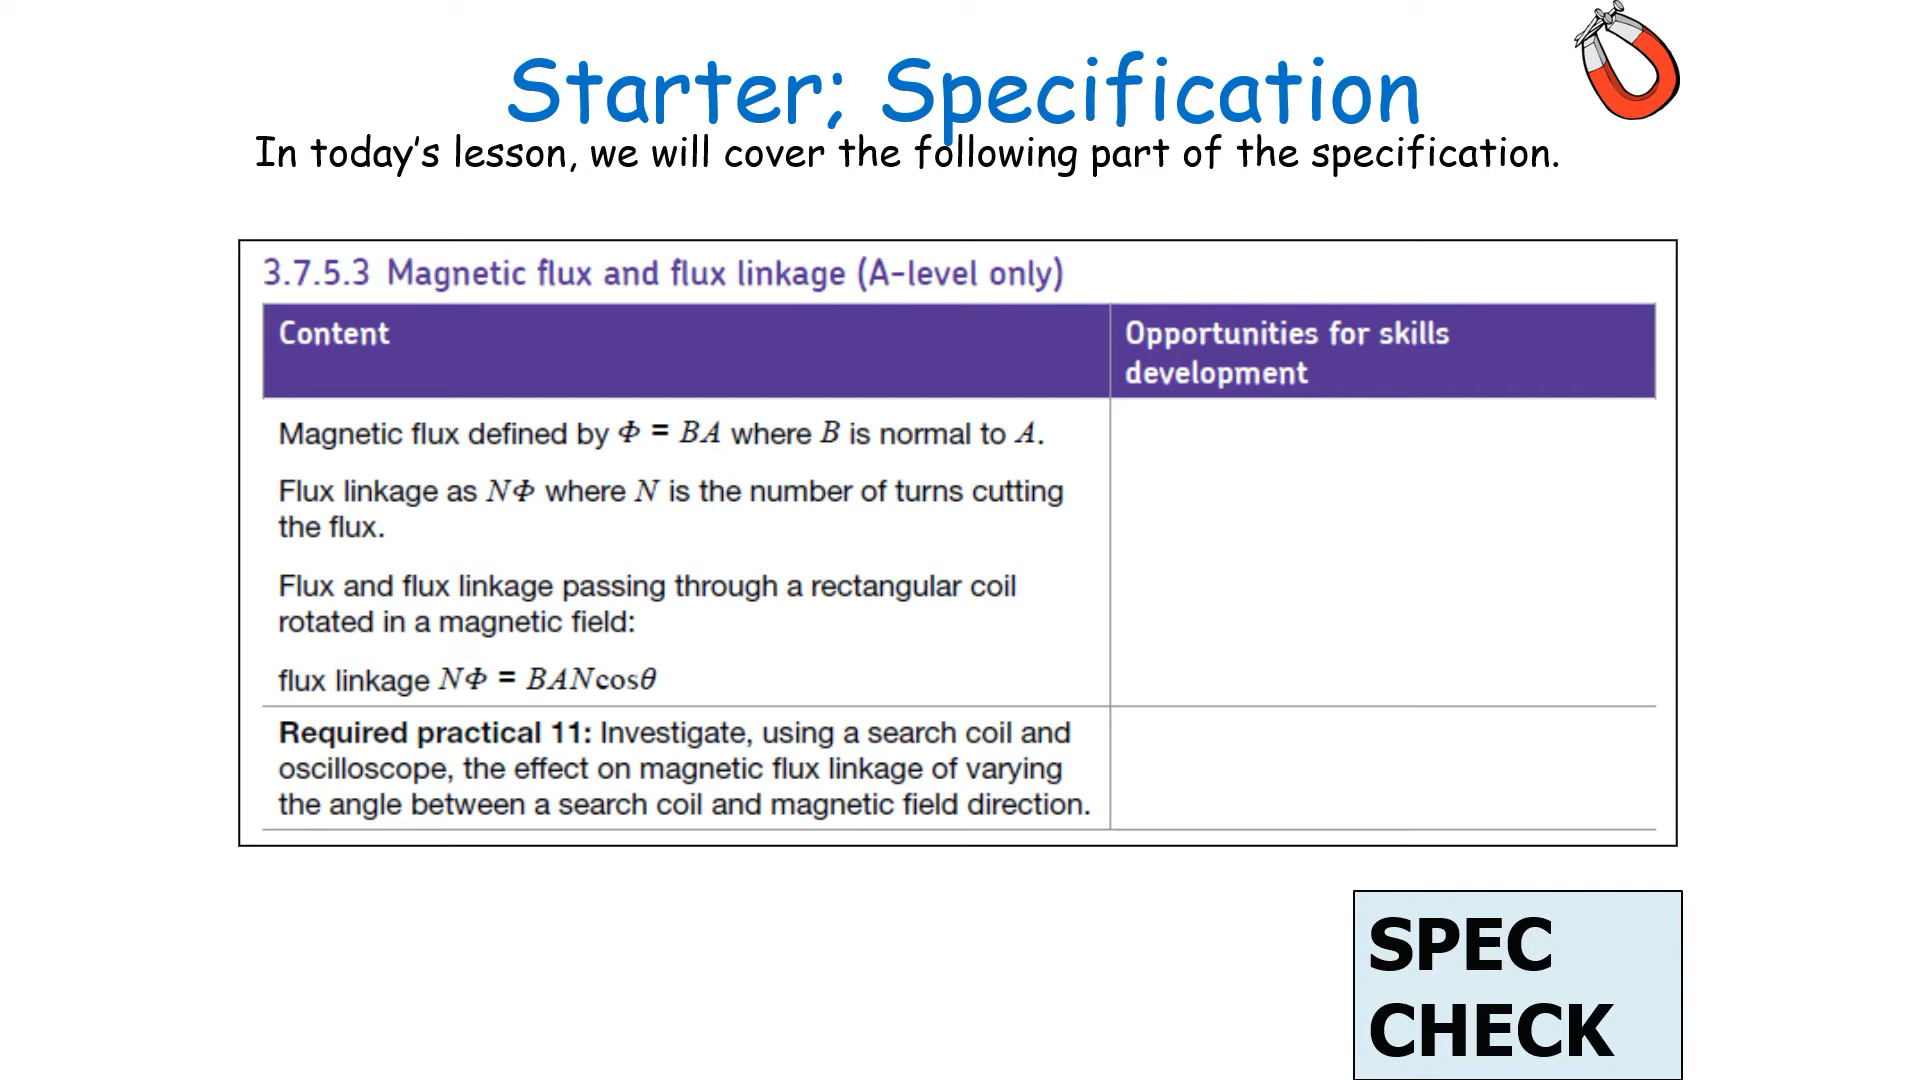 Starter; Specification
In today’s lesson, we will cover the following part of the specification.
3.7.5.3 Magnetic flux and flux linkage (A-level only)
Content
Opportunities for skills
development
Magnetic flux defined by Φ = BA where B is normal to A.
Flux linkage as NΦ where N is the number of turns cutting
the flux.
Flux and flux linkage passing through a rectangular coil
rotated in a magnetic field:
flux linkage NΦ = BANcosθ
Required practical 11: Investigate, using a search coil and
oscilloscope, the effect on magnetic flux linkage of varying
the angle between a search coil and magnetic field direction.
SPEC
CHECK